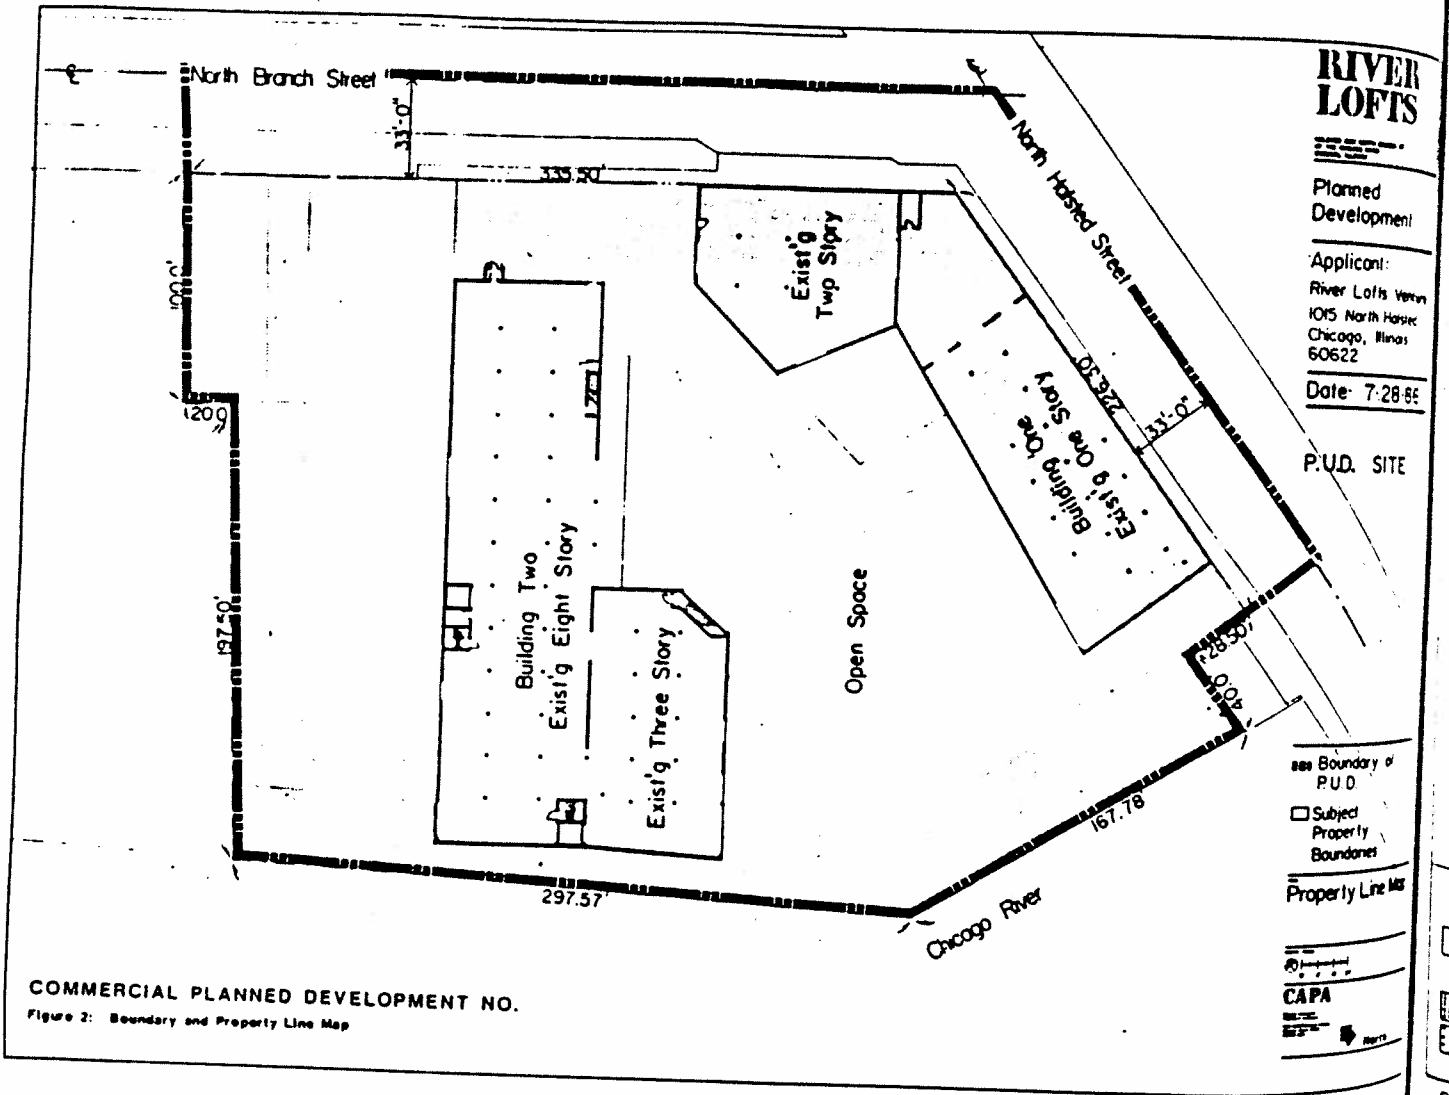 North Branch Street
33'-0"
335.50'
100.0'
North Halsted Street
Exist'g
Two Story
226.30'
33'-0"
Building One
Exist'g One Story
197.50'
Building Two
Exist'g Eight Story
Exist'g Three Story
Open Space
28.50'
40.0'
167.78
297.57'
Chicago River
COMMERCIAL PLANNED DEVELOPMENT NO.
Figure 2: Boundary and Property Line Map
RIVER
LOFTS
Planned
Development
Applicant:
River Lofts
1015 North
Chicago, Illinois
60622
Date: 7-28-
P.U.D. SITE
Boundary of
P.U.D.
Subject
Property
Boundaries
Property Line Map
CAPA
North